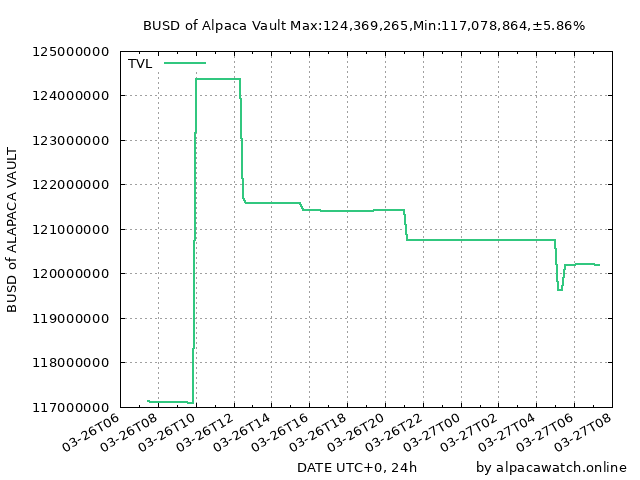 BUSD of Alpaca Vault Max:124,369,265,Min:117,078,864,±5.86%
TVL
125000000
124000000
123000000
122000000
121000000
120000000
119000000
118000000
117000000
BUSD of ALAPACA VAULT
03-26T06
03-26T08
03-26T10
03-26T12
03-26T14
03-26T16
03-26T18
03-26T20
03-26T22
03-27T00
03-27T02
03-27T04
03-27T06
03-27T08
DATE UTC+0, 24h
by alpacawatch.online